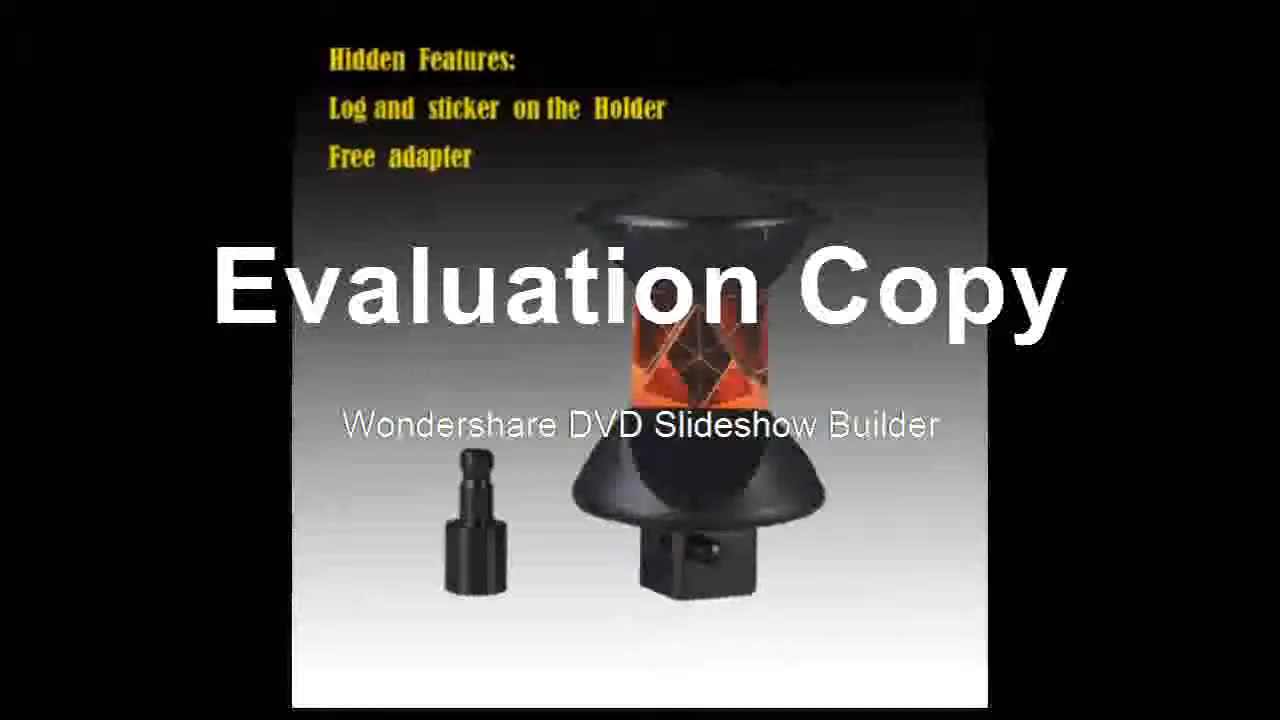 Hidden Features:
Log and sticker on the Holder
Free adapter
Evaluation Copy
Wondershare DVD Slideshow Builder